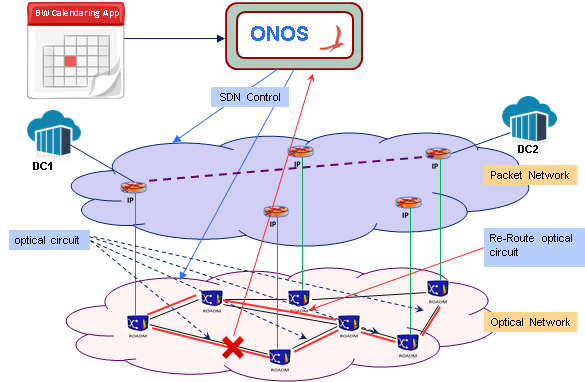 BW Calendaring App
ONOS
SDN Control
DC1
DC2
IP
IP
IP
IP
IP
Packet Network
optical circuit
Re-Route optical
circuit
ROADM
ROADM
ROADM
ROADM
ROADM
ROADM
ROADM
Optical Network